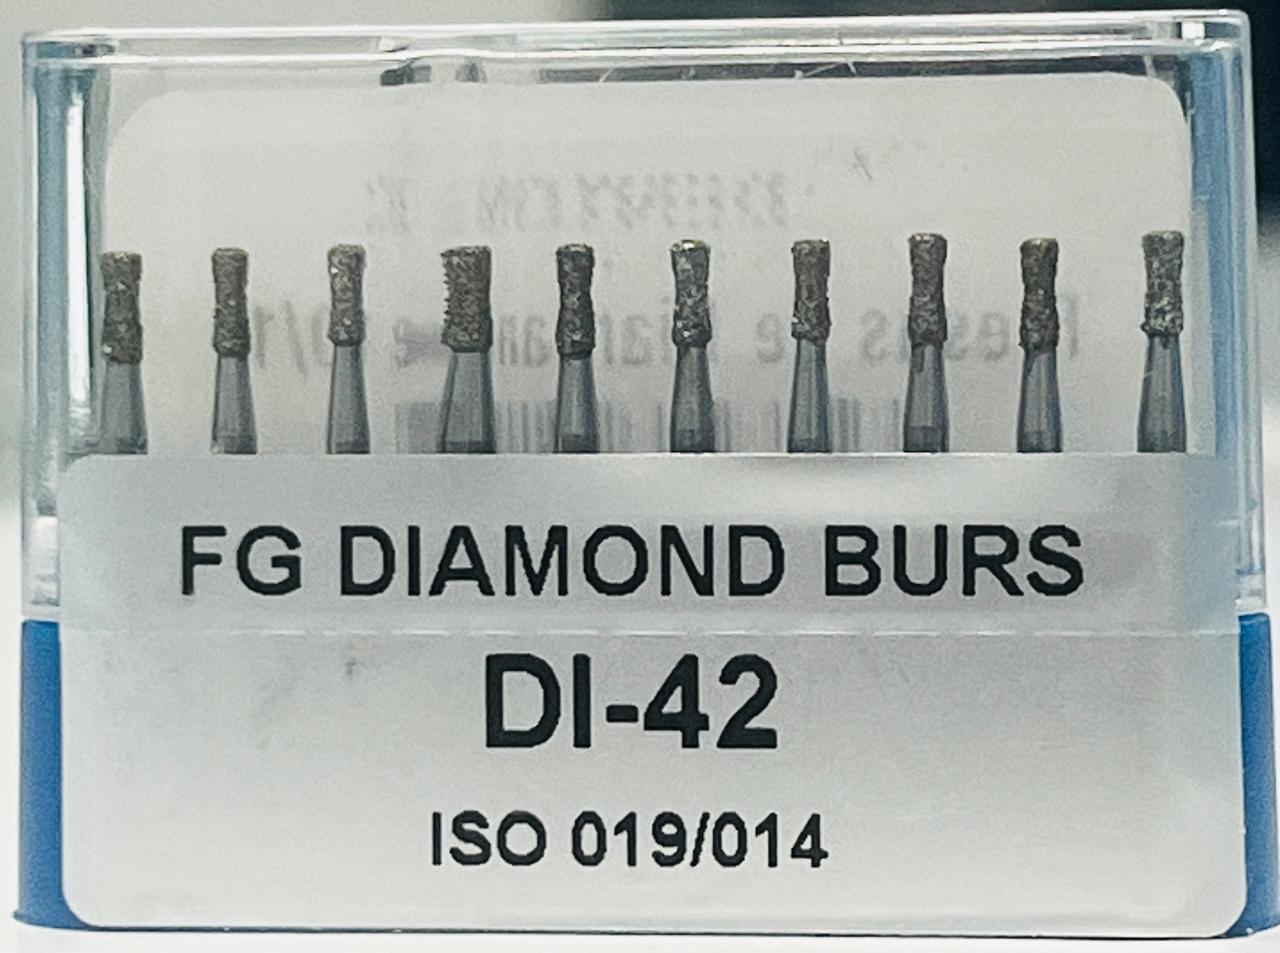 FG DIAMOND BURS
DI-42
ISO 019/014